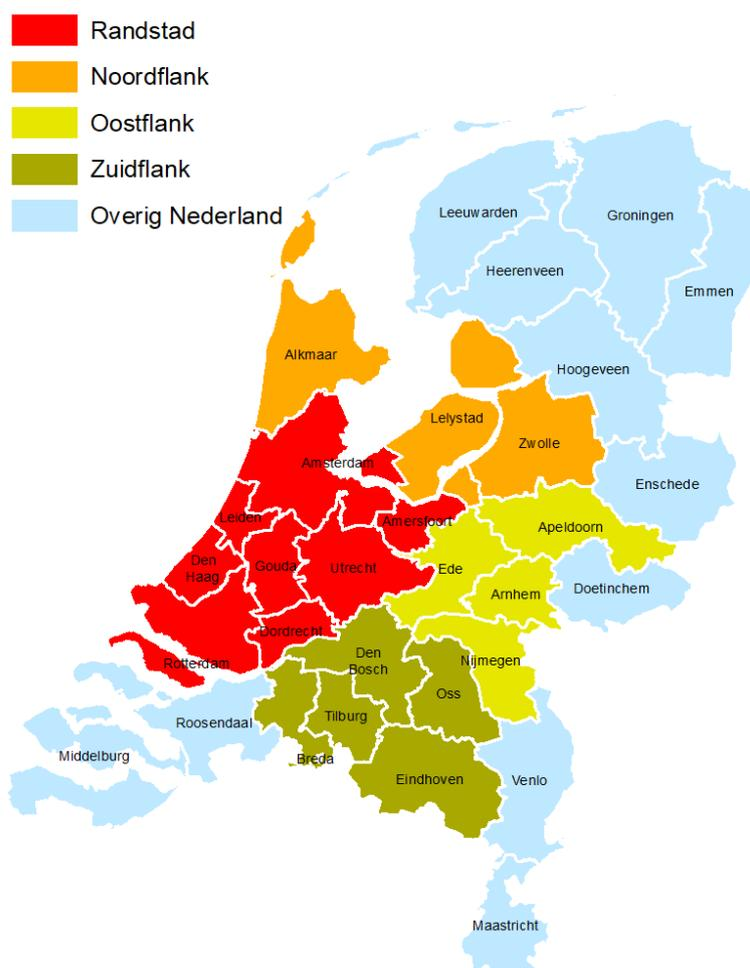 Randstad
Noordflank
Oostflank
Zuidflank
Overig Nederland
Leeuwarden
Groningen
Heerenveen
Emmen
Alkmaar
Hoogeveen
Lelystad
Zwolle
Amsterdam
Enschede
Leiden
Amersfoort
Apeldoorn
Den
Haag
Gouda
Utrecht
Ede
Arnhem
Doetinchem
Dordrecht
Rotterdam
Den
Bosch
Nijmegen
Oss
Roosendaal
Tilburg
Middelburg
Breda
Eindhoven
Venlo
Maastricht